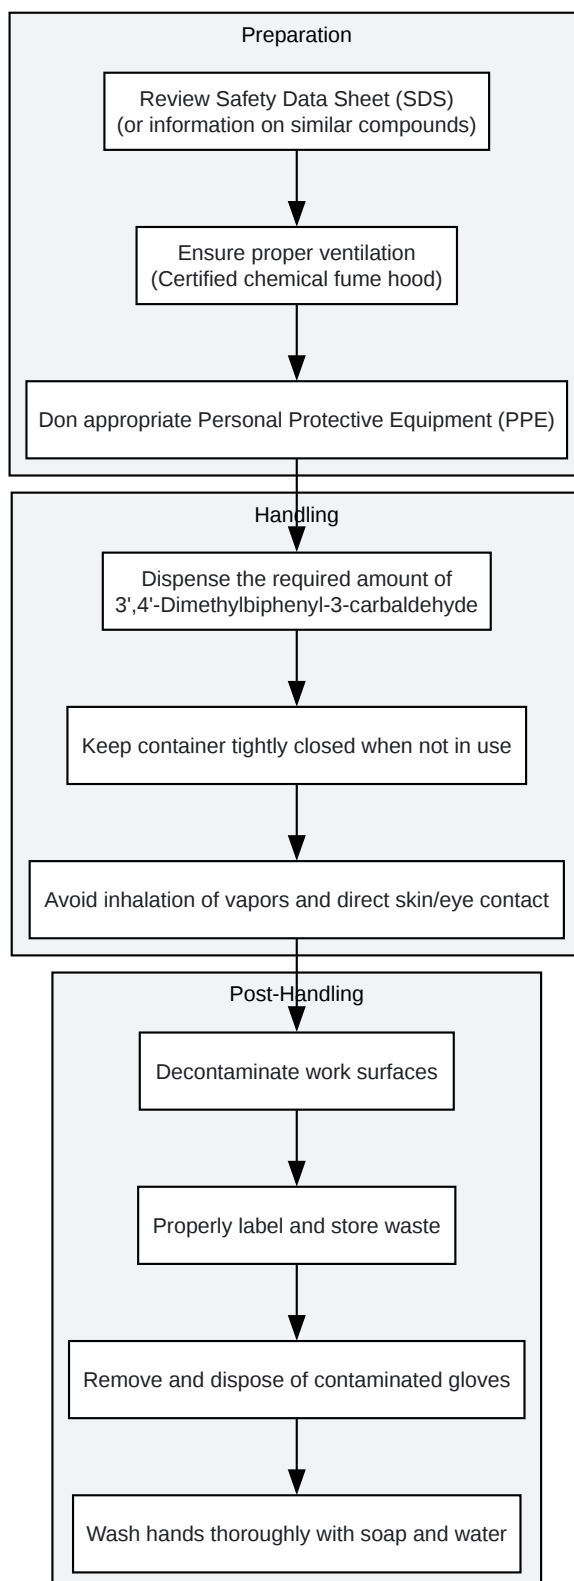 Preparation
Review Safety Data Sheet (SDS)
(or information on similar compounds)
Ensure proper ventilation
(Certified chemical fume hood)
Don appropriate Personal Protective Equipment (PPE)
Handling
Dispense the required amount of
3',4'-Dimethylbiphenyl-3-carbaldehyde
Keep container tightly closed when not in use
Avoid inhalation of vapors and direct skin/eye contact
Post-Handling
Decontaminate work surfaces
Properly label and store waste
Remove and dispose of contaminated gloves
Wash hands thoroughly with soap and water